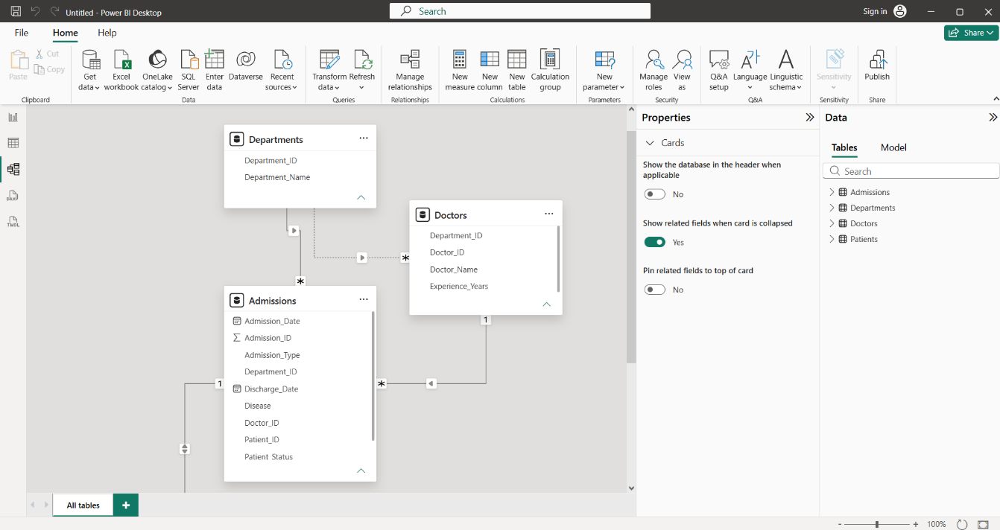 Untitled - Power BI Desktop
Search
Sign in
File
Home
Help
Share
Paste
Cut
Copy
Clipboard
Get data
Excel workbook
OneLake catalog
SQL Server
Enter data
Dataverse
Recent sources
Data
Transform data
Refresh
Queries
Manage relationships
Relationships
New measure
New column
New table
Calculation group
Calculations
New parameter
Parameters
Manage roles
View as
Security
Q&A setup
Language
Linguistic schema
Q&A
Sensitivity
Sensitivity
Publish
Share
DAX
TMDL
Departments
Department_ID
Department_Name
Doctors
Department_ID
Doctor_ID
Doctor_Name
Experience_Years
1
*
*
Admissions
Admission_Date
Admission_ID
Admission_Type
Department_ID
Discharge_Date
Disease
Doctor_ID
Patient_ID
Patient_Status
1
*
All tables
+
Properties
Cards
Show the database in the header when applicable
No
Show related fields when card is collapsed
Yes
Pin related fields to top of card
No
Data
Tables
Model
Search
Admissions
Departments
Doctors
Patients
- + 100%